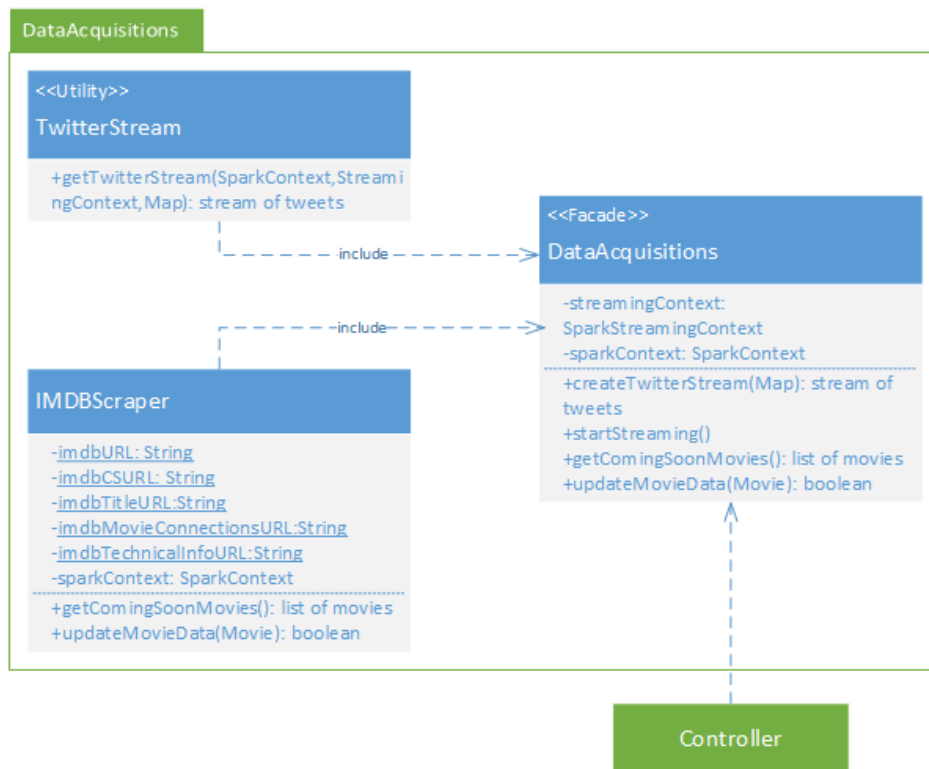 DataAcquisitions
<<Utility>>
TwitterStream
+getTwitterStream(SparkContext,Streami
ngContext,Map): stream of tweets
include
<<Facade>>
DataAcquisitions
-streamingContext:
SparkStreamingContext
-sparkContext: SparkContext
+createTwitterStream(Map): stream of
tweets
+startStreaming()
+getComingSoonMovies(): list of movies
+updateMovieData(Movie): boolean
include
IMDBScraper
-imdbURL: String
-imdbCSURL: String
-imdbTitleURL:String
-imdbMovieConnectionsURL:String
-imdbTechnicalInfoURL:String
-sparkContext: SparkContext
+getComingSoonMovies(): list of movies
+updateMovieData(Movie): boolean
Controller